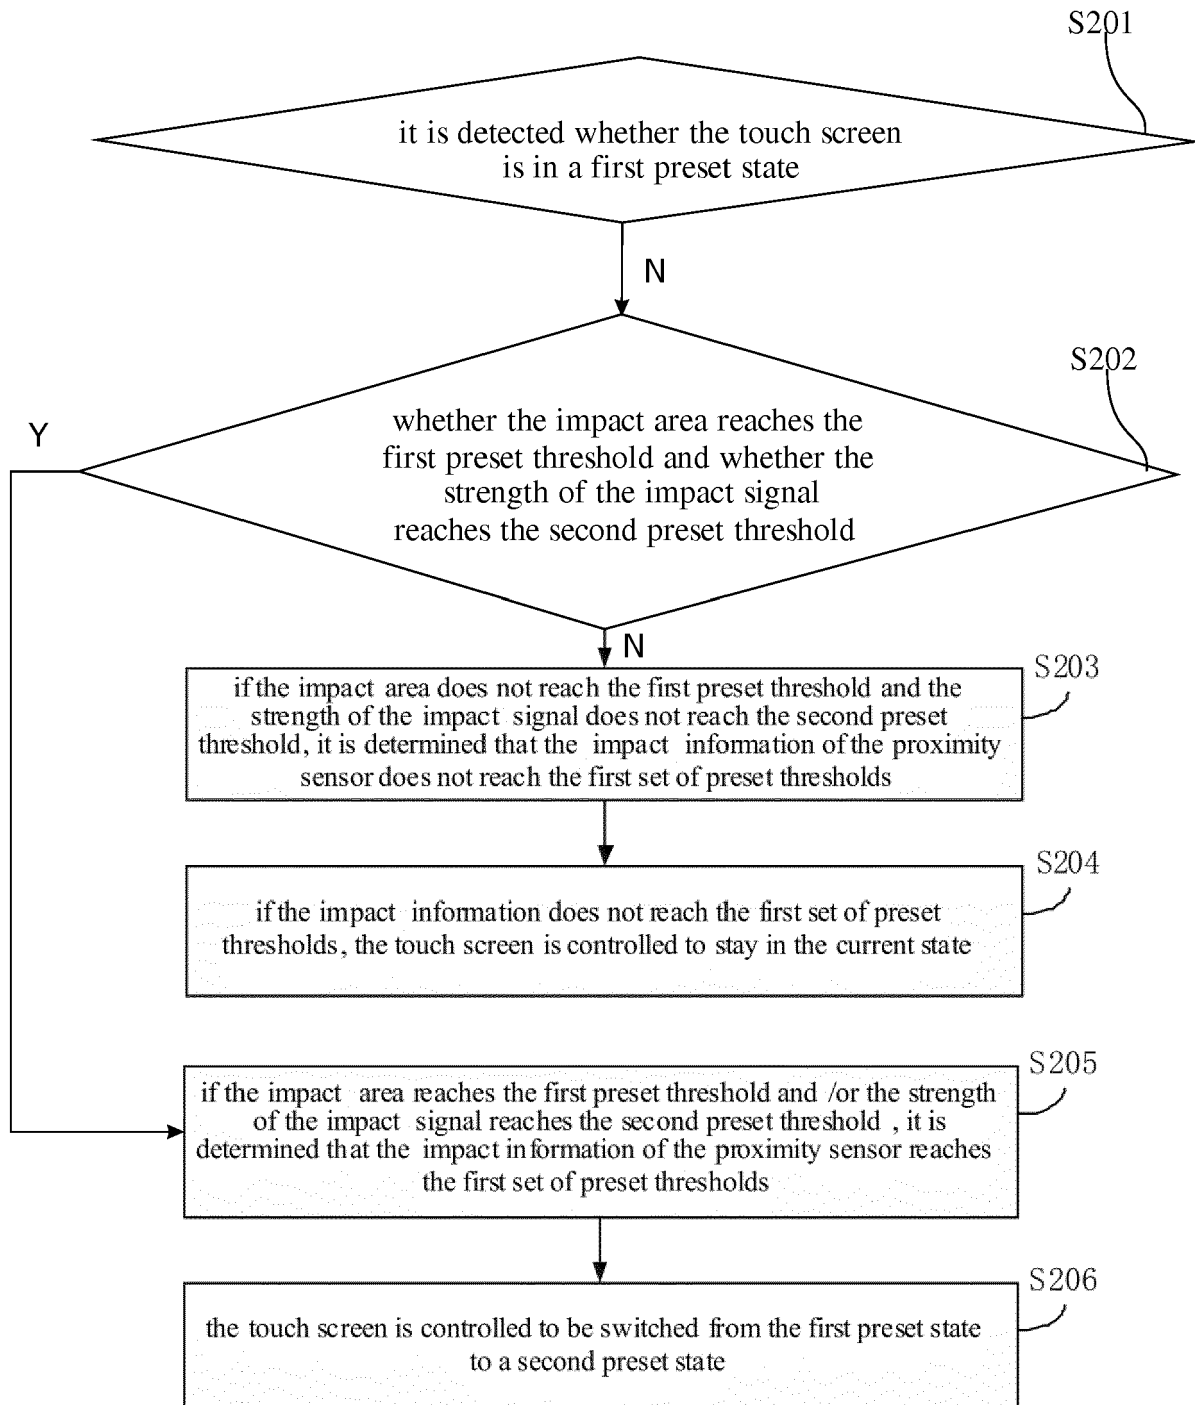 S201
it is detected whether the touch screen
is in a first preset state
N
S202
Y
whether the impact area reaches the
first preset threshold and whether the
strength of the impact signal
reaches the second preset threshold
N
S203
if the impact area does not reach the first preset threshold and the
strength of the impact signal does not reach the second preset
threshold, it is determined that the impact information of the proximity
sensor does not reach the first set of preset thresholds
S204
if the impact information does not reach the first set of preset
thresholds, the touch screen is controlled to stay in the current state
S205
if the impact area reaches the first preset threshold and /or the strength
of the impact signal reaches the second preset threshold , it is
determined that the impact information of the proximity sensor reaches
the first set of preset thresholds
S206
the touch screen is controlled to be switched from the first preset state
to a second preset state